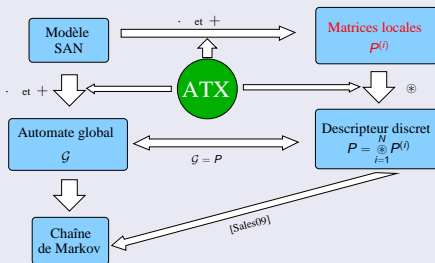 · et +
Modèle
SAN
Matrices locales
P^(i)
· et +
ATX
⊛
Automate global
𝒢
Descripteur discret
P = ⊛_{i=1}^{N} P^(i)
𝒢 = P
[Sales09]
Chaîne
de Markov